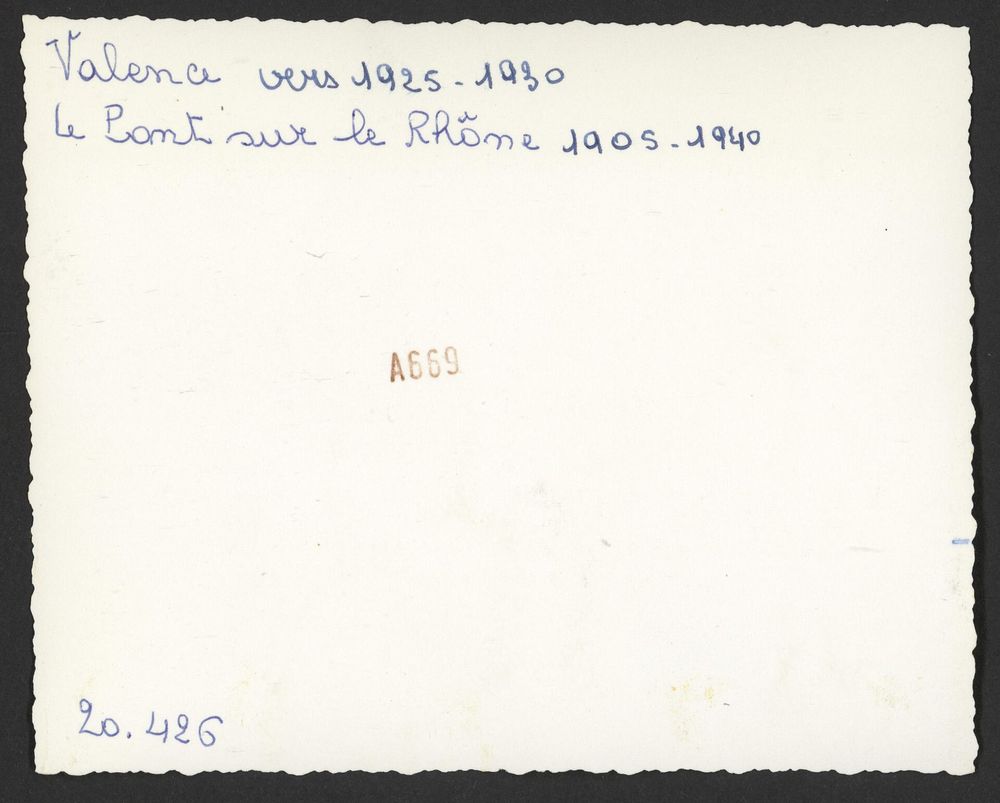 Valence vers 1925-1930
Le Pont sur le Rhône 1905-1940
A669
20.426